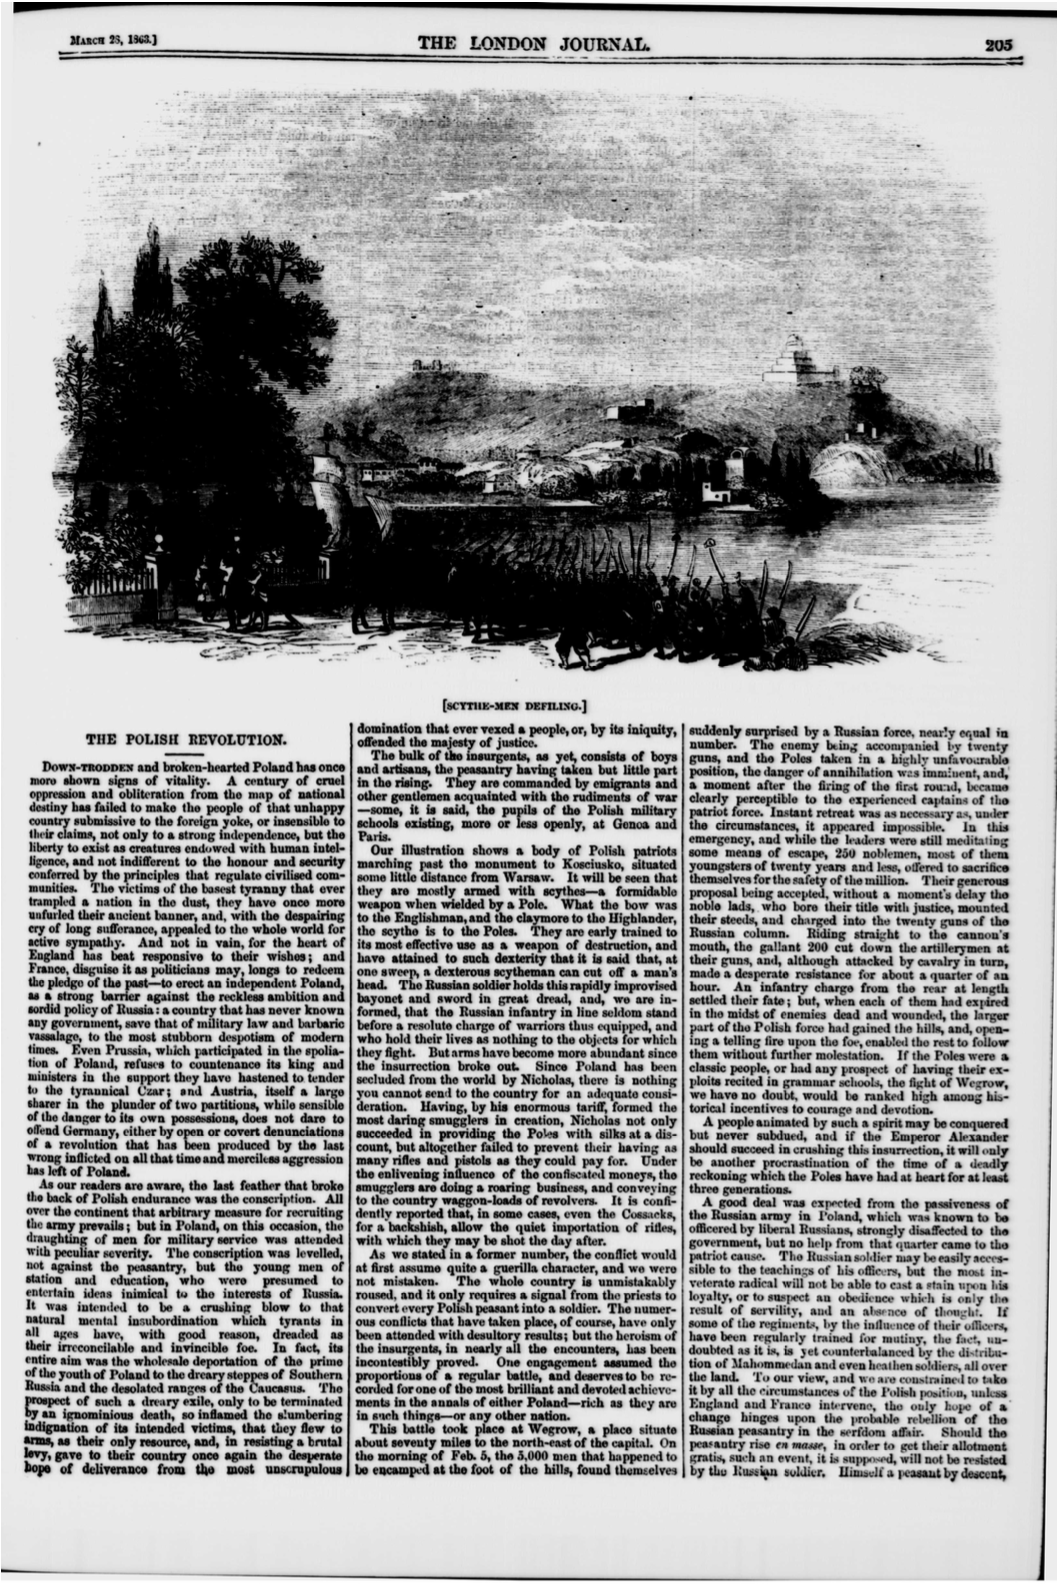 MARCH 28, 1863.]
THE LONDON JOURNAL.
205
[SCYTHE-MEN DEFILING.]
THE POLISH REVOLUTION.
DOWN-TRODDEN and broken-hearted Poland has once
more shown signs of vitality. A century of cruel
oppression and obliteration from the map of national
destiny has failed to make the people of that unhappy
country submissive to the foreign yoke, or insensible to
their claims, not only to a strong independence, but the
liberty to exist as creatures endowed with human intel-
ligence, and not indifferent to the honour and security
conferred by the principles that regulate civilised com-
munities. The victims of the basest tyranny that ever
trampled a nation in the dust, they have once more
unfurled their ancient banner, and, with the despairing
cry of long sufferance, appealed to the whole world for
active sympathy. And not in vain, for the heart of
England has beat responsive to their wishes; and
France, disguise it as politicians may, longs to redeem
the pledge of the past—to erect an independent Poland,
as a strong barrier against the reckless ambition and
sordid policy of Russia: a country that has never known
any government, save that of military law and barbaric
vassalage, to the most stubborn despotism of modern
times. Even Prussia, which participated in the spolia-
tion of Poland, refuses to countenance its king and
ministers in the support they have hastened to tender
to the tyrannical Czar; and Austria, itself a large
sharer in the plunder of two partitions, while sensible
of the danger to its own possessions, does not dare to
offend Germany, either by open or covert denunciations
of a revolution that has been produced by the last
wrong inflicted on all that time and merciless aggression
has left of Poland.
As our readers are aware, the last feather that broke
the back of Polish endurance was the conscription. All
over the continent that arbitrary measure for recruiting
the army prevails; but in Poland, on this occasion, the
draughting of men for military service was attended
with peculiar severity. The conscription was levelled,
not against the peasantry, but the young men of
station and education, who were presumed to
entertain ideas inimical to the interests of Russia.
It was intended to be a crushing blow to that
natural mental insubordination which tyrants in
all ages have, with good reason, dreaded as
their irreconcilable and invincible foe. In fact, its
entire aim was the wholesale deportation of the prime
of the youth of Poland to the dreary steppes of Southern
Russia and the desolated ranges of the Caucasus. The
prospect of such a dreary exile, only to be terminated
by an ignominious death, so inflamed the slumbering
indignation of its intended victims, that they flew to
arms, as their only resource, and, in resisting a brutal
levy, gave to their country once again the desperate
hope of deliverance from the most unscrupulous
domination that ever vexed a people, or, by its iniquity,
offended the majesty of justice.
The bulk of the insurgents, as yet, consists of boys
and artisans, the peasantry having taken but little part
in the rising. They are commanded by emigrants and
other gentlemen acquainted with the rudiments of war
—some, it is said, the pupils of the Polish military
schools existing, more or less openly, at Genoa and
Paris.
Our illustration shows a body of Polish patriots
marching past the monument to Kosciusko, situated
some little distance from Warsaw. It will be seen that
they are mostly armed with scythes—a formidable
weapon when wielded by a Pole. What the bow was
to the Englishman, and the claymore to the Highlander,
the scythe is to the Poles. They are early trained to
its most effective use as a weapon of destruction, and
have attained to such dexterity that it is said that, at
one sweep, a dexterous scytheman can cut off a man's
head. The Russian soldier holds this rapidly improvised
bayonet and sword in great dread, and, we are in-
formed, that the Russian infantry in line seldom stand
before a resolute charge of warriors thus equipped, and
who hold their lives as nothing to the objects for which
they fight. But arms have become more abundant since
the insurrection broke out. Since Poland has been
secluded from the world by Nicholas, there is nothing
you cannot send to the country for an adequate consi-
deration. Having, by his enormous tariff, formed the
most daring smugglers in creation, Nicholas not only
succeeded in providing the Poles with silks at a dis-
count, but altogether failed to prevent their having as
many rifles and pistols as they could pay for. Under
the enlivening influence of the confiscated moneys, the
smugglers are doing a roaring business, and conveying
to the country waggon-loads of revolvers. It is confi-
dently reported that, in some cases, even the Cossacks,
for a backshish, allow the quiet importation of rifles,
with which they may be shot the day after.
As we stated in a former number, the conflict would
at first assume quite a guerilla character, and we were
not mistaken. The whole country is unmistakably
roused, and it only requires a signal from the priests to
convert every Polish peasant into a soldier. The numer-
ous conflicts that have taken place, of course, have only
been attended with desultory results; but the heroism of
the insurgents, in nearly all the encounters, has been
incontestibly proved. One engagement assumed the
proportions of a regular battle, and deserves to be re-
corded for one of the most brilliant and devoted achieve-
ments in the annals of either Poland—rich as they are
in such things—or any other nation.
This battle took place at Wegrow, a place situate
about seventy miles to the north-east of the capital. On
the morning of Feb. 5, the 5,000 men that happened to
be encamped at the foot of the hills, found themselves
suddenly surprised by a Russian force, nearly equal in
number. The enemy being accompanied by twenty
guns, and the Poles taken in a highly unfavourable
position, the danger of annihilation was imminent, and,
a moment after the firing of the first round, became
clearly perceptible to the experienced captains of the
patriot force. Instant retreat was as necessary as, under
the circumstances, it appeared impossible. In this
emergency, and while the leaders were still meditating
some means of escape, 250 noblemen, most of them
youngsters of twenty years and less, offered to sacrifice
themselves for the safety of the million. Their generous
proposal being accepted, without a moment's delay the
noble lads, who bore their title with justice, mounted
their steeds, and charged into the twenty guns of the
Russian column. Riding straight to the cannon's
mouth, the gallant 200 cut down the artillerymen at
their guns, and, although attacked by cavalry in turn,
made a desperate resistance for about a quarter of an
hour. An infantry charge from the rear at length
settled their fate; but, when each of them had expired
in the midst of enemies dead and wounded, the larger
part of the Polish force had gained the hills, and, open-
ing a telling fire upon the foe, enabled the rest to follow
them without further molestation. If the Poles were a
classic people, or had any prospect of having their ex-
ploits recited in grammar schools, the fight of Wegrow,
we have no doubt, would be ranked high among his-
torical incentives to courage and devotion.
A people animated by such a spirit may be conquered
but never subdued, and if the Emperor Alexander
should succeed in crushing this insurrection, it will only
be another procrastination of the time of a deadly
reckoning which the Poles have had at heart for at least
three generations.
A good deal was expected from the passiveness of
the Russian army in Poland, which was known to be
officered by liberal Russians, strongly disaffected to the
government, but no help from that quarter came to the
patriot cause. The Russian soldier may be easily acces-
sible to the teachings of his officers, but the most in-
veterate radical will not be able to cast a stain upon his
loyalty, or to suspect an obedience which is only the
result of servility, and an absence of thought. If
some of the regiments, by the influence of their officers,
have been regularly trained for mutiny, the fact, un-
doubted as it is, is yet counterbalanced by the distribu-
tion of Mahommedan and even heathen soldiers, all over
the land. To our view, and we are constrained to take
it by all the circumstances of the Polish position, unless
England and France intervene, the only hope of a
change hinges upon the probable rebellion of the
Russian peasantry in the serfdom affair. Should the
peasantry rise en masse, in order to get their allotment
gratis, such an event, it is supposed, will not be resisted
by the Russian soldier. Himself a peasant by descent,